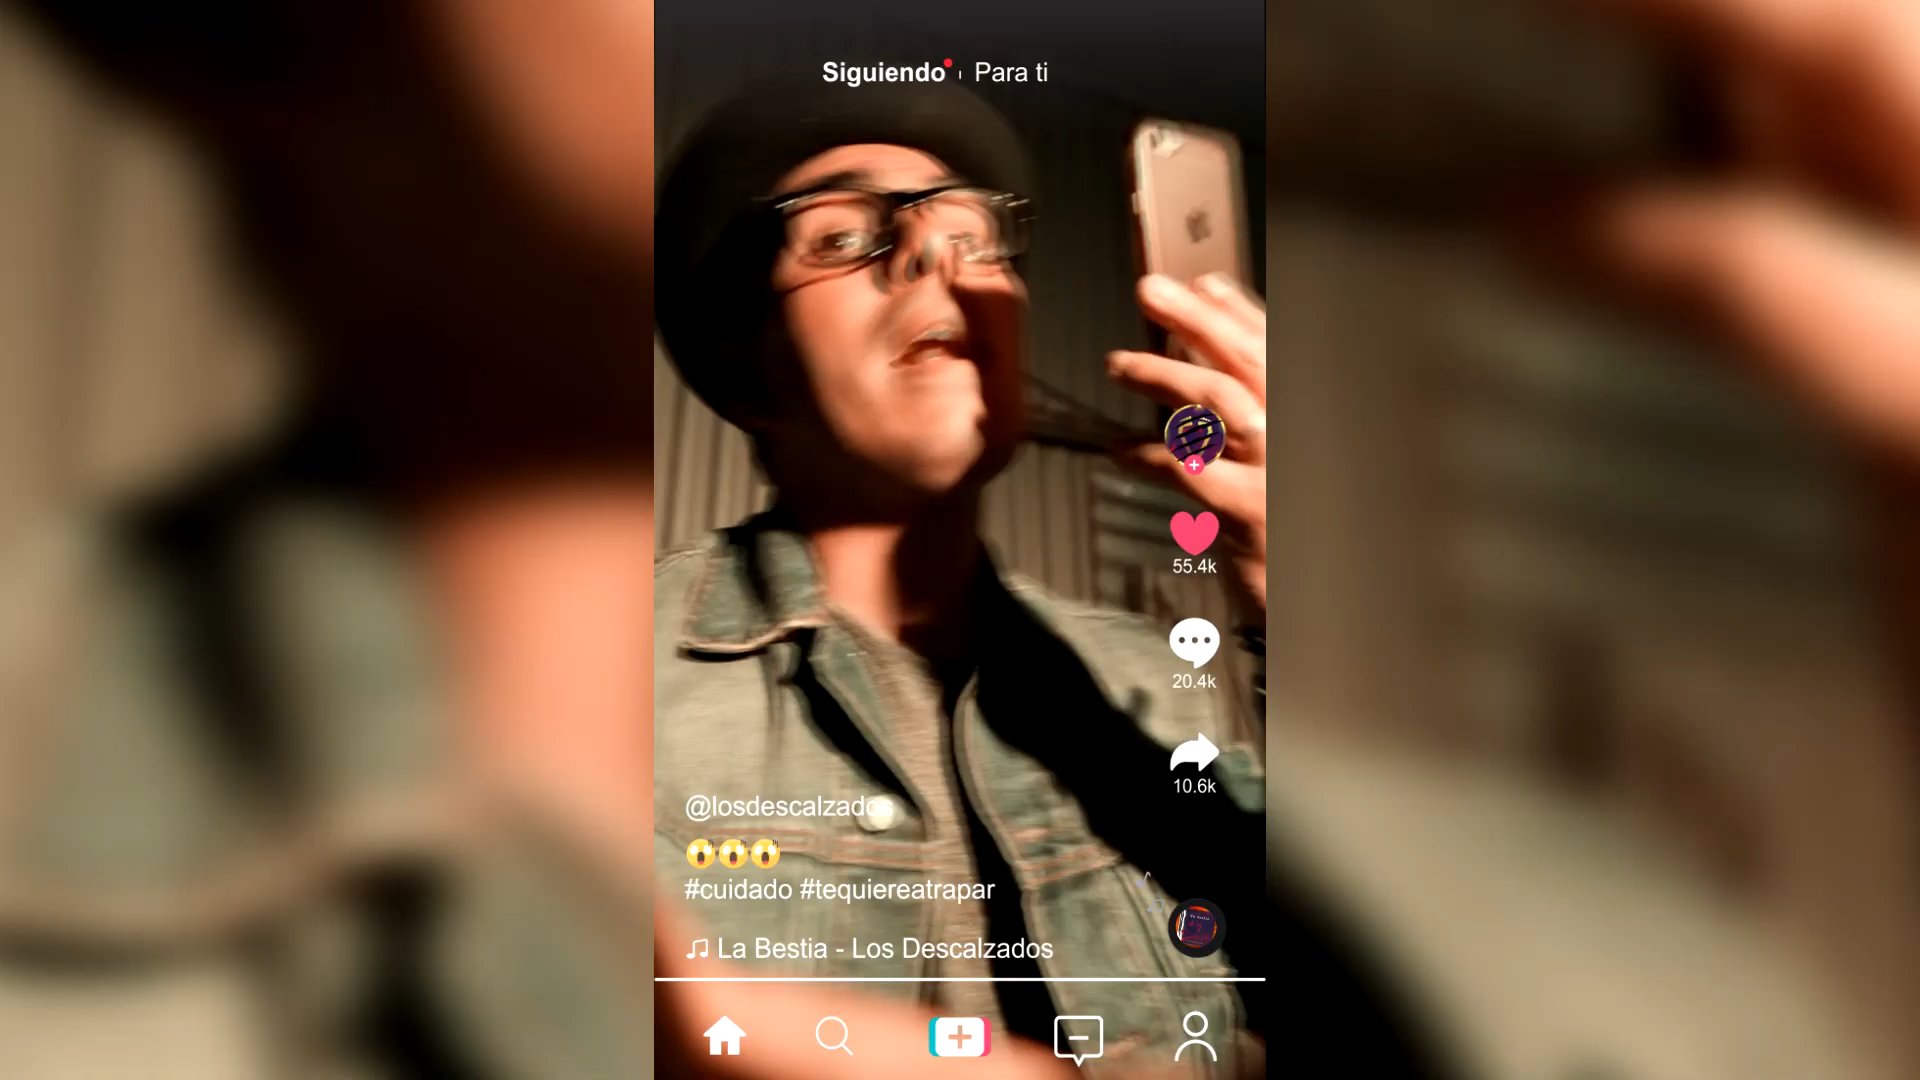 Siguiendo Para ti
55.4k
20.4k
10.6k
@losdescalzados
😱😱😱
#cuidado #tequiereatrapar
♫ La Bestia - Los Descalzados